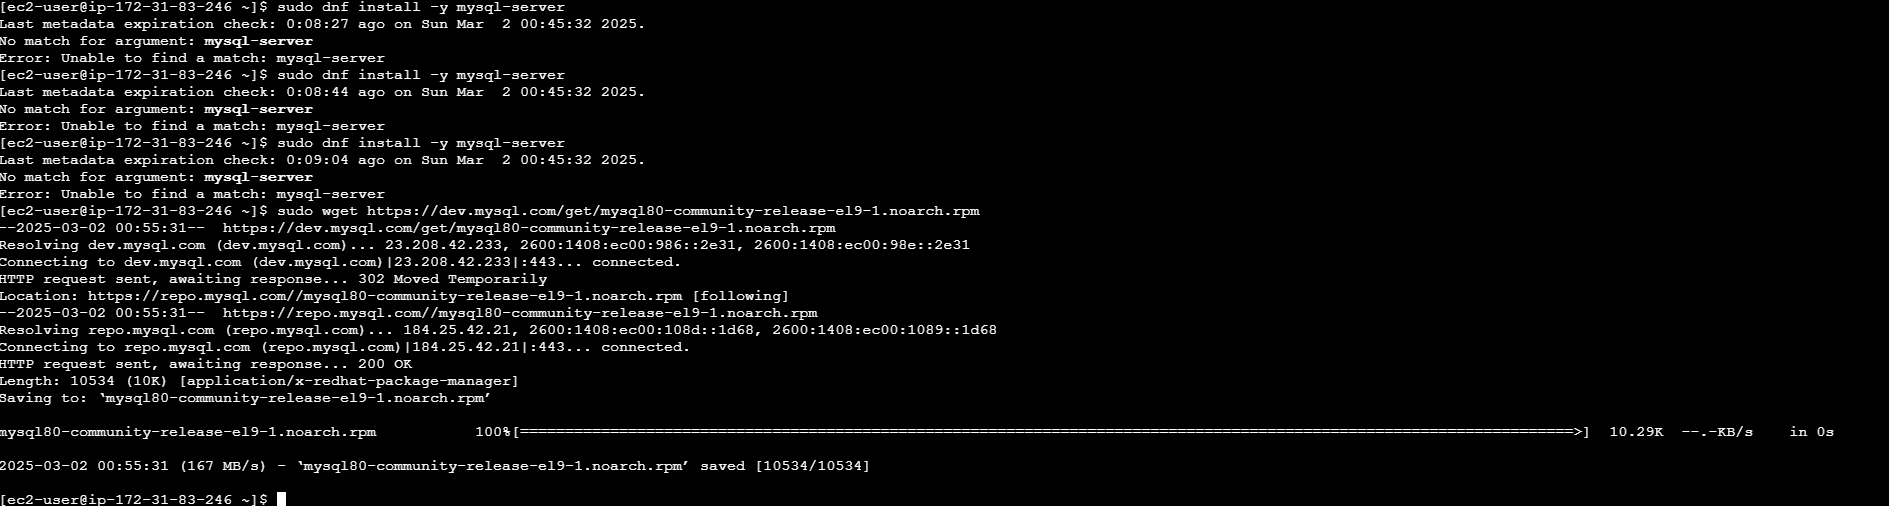 [ec2-user@ip-172-31-83-246 ~]$ sudo dnf install -y mysql-server
Last metadata expiration check: 0:08:27 ago on Sun Mar  2 00:45:32 2025.
No match for argument: mysql-server
Error: Unable to find a match: mysql-server
[ec2-user@ip-172-31-83-246 ~]$ sudo dnf install -y mysql-server
Last metadata expiration check: 0:08:44 ago on Sun Mar  2 00:45:32 2025.
No match for argument: mysql-server
Error: Unable to find a match: mysql-server
[ec2-user@ip-172-31-83-246 ~]$ sudo dnf install -y mysql-server
Last metadata expiration check: 0:09:04 ago on Sun Mar  2 00:45:32 2025.
No match for argument: mysql-server
Error: Unable to find a match: mysql-server
[ec2-user@ip-172-31-83-246 ~]$ sudo wget https://dev.mysql.com/get/mysql80-community-release-el9-1.noarch.rpm
--2025-03-02 00:55:31--  https://dev.mysql.com/get/mysql80-community-release-el9-1.noarch.rpm
Resolving dev.mysql.com (dev.mysql.com)... 23.208.42.233, 2600:1408:ec00:986::2e31, 2600:1408:ec00:98e::2e31
Connecting to dev.mysql.com (dev.mysql.com)|23.208.42.233|:443... connected.
HTTP request sent, awaiting response... 302 Moved Temporarily
Location: https://repo.mysql.com//mysql80-community-release-el9-1.noarch.rpm [following]
--2025-03-02 00:55:31--  https://repo.mysql.com//mysql80-community-release-el9-1.noarch.rpm
Resolving repo.mysql.com (repo.mysql.com)... 184.25.42.21, 2600:1408:ec00:108d::1d68, 2600:1408:ec00:1089::1d68
Connecting to repo.mysql.com (repo.mysql.com)|184.25.42.21|:443... connected.
HTTP request sent, awaiting response... 200 OK
Length: 10534 (10K) [application/x-redhat-package-manager]
Saving to: ‘mysql80-community-release-el9-1.noarch.rpm’
mysql80-community-release-el9-1.noarch.rpm 100%[=====================================================================================================================>] 10.29K --.-KB/s in 0s
2025-03-02 00:55:31 (167 MB/s) - ‘mysql80-community-release-el9-1.noarch.rpm’ saved [10534/10534]
[ec2-user@ip-172-31-83-246 ~]$